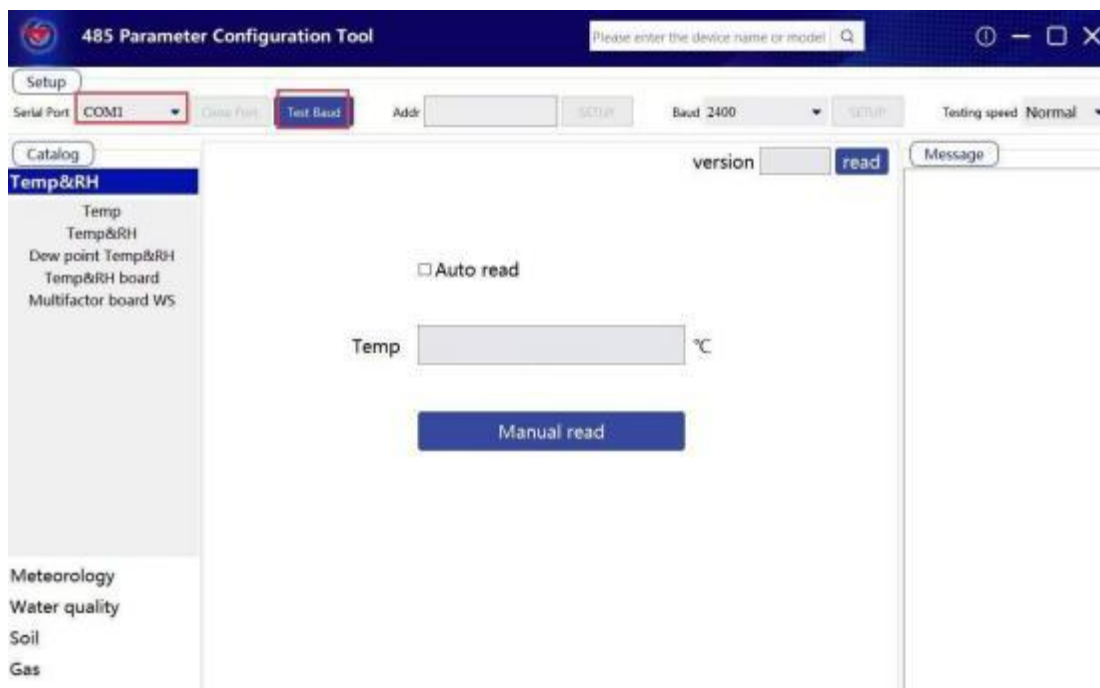 485 Parameter Configuration Tool
Please enter the device name or model
Setup
Serial Port COM1 Close Port Test Baud Addr SETUP Baud 2400 SETUP Testing speed Normal
Catalog
Temp&RH
Temp
Temp&RH
Dew point Temp&RH
Temp&RH board
Multifactor board WS
Meteorology
Water quality
Soil
Gas
version read
Auto read
Temp ℃
Manual read
Message